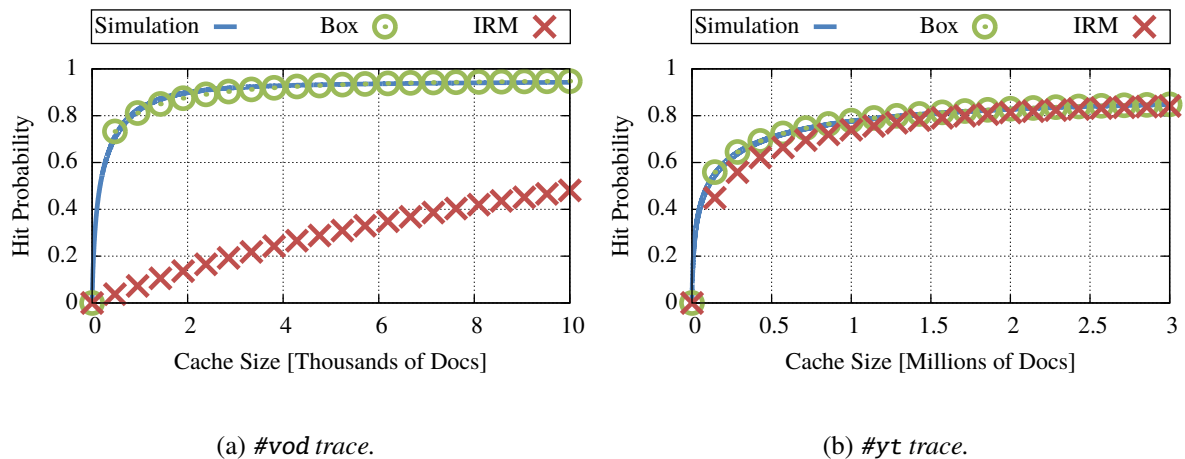 Simulation Box IRM
Hit Probability
1
0.8
0.6
0.4
0.2
0
0 2 4 6 8 10
Cache Size [Thousands of Docs]
(a) #vod trace.
Simulation Box IRM
Hit Probability
1
0.8
0.6
0.4
0.2
0
0 0.5 1 1.5 2 2.5 3
Cache Size [Millions of Docs]
(b) #yt trace.